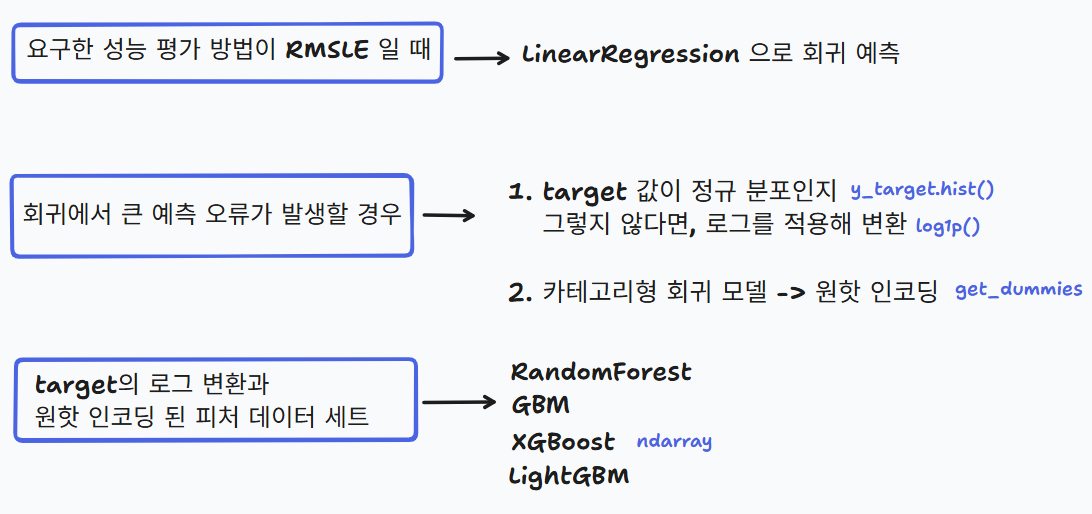 요구한 성능 평가 방법이 RMSLE 일 때
LinearRegression 으로 회귀 예측
회귀에서 큰 예측 오류가 발생할 경우
1. target 값이 정규 분포인지 y_target.hist()
그렇지 않다면, 로그를 적용해 변환 log1p()
2. 카테고리형 회귀 모델 -> 원핫 인코딩 get_dummies
target의 로그 변환과
원핫 인코딩 된 피처 데이터 세트
RandomForest
GBM
XGBoost ndarray
LightGBM